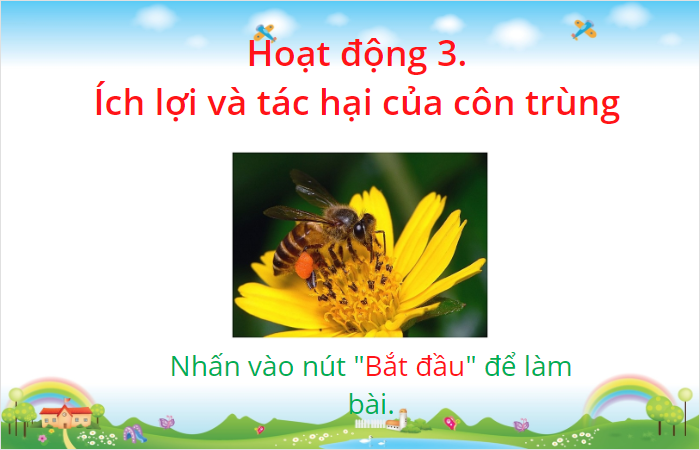 Hoạt động 3.
Ích lợi và tác hại của côn trùng
Nhấn vào nút "Bắt đầu" để làm
bài.